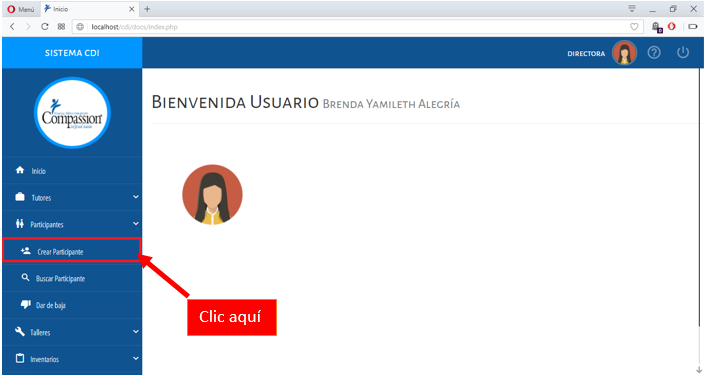 Menú
Inicio
localhost/cdi/docs/index.php
SISTEMA CDI
DIRECTORA
Compassion
BIENVENIDA USUARIO BRENDA YAMILETH ALEGRÍA
Inicio
Tutores
Participantes
Crear Participante
Buscar Participante
Dar de baja
Talleres
Inventarios
Clic aquí